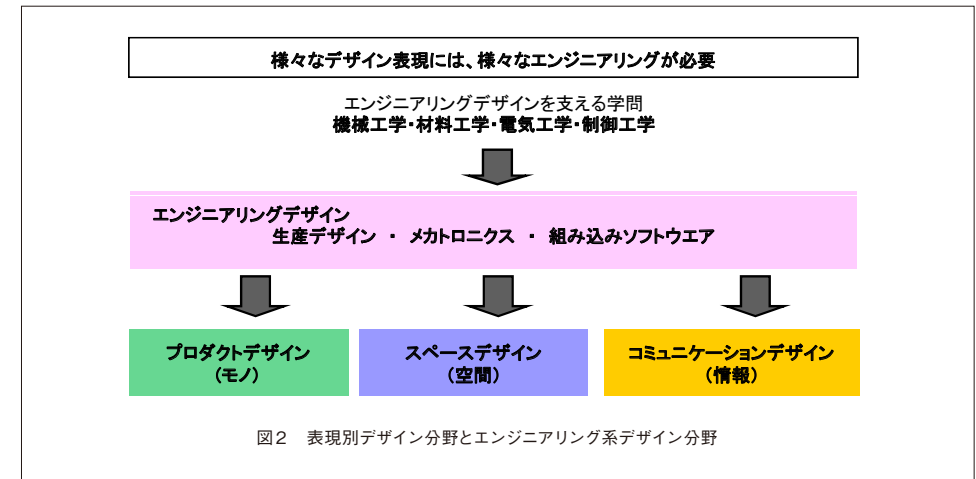 様々なデザイン表現には、様々なエンジニアリングが必要
エンジニアリングデザインを支える学問
機械工学・材料工学・電気工学・制御工学
エンジニアリングデザイン
生産デザイン ・ メカトロニクス ・ 組み込みソフトウエア
プロダクトデザイン
（モノ）
スペースデザイン
（空間）
コミュニケーションデザイン
（情報）
図２ 表現別デザイン分野とエンジニアリング系デザイン分野